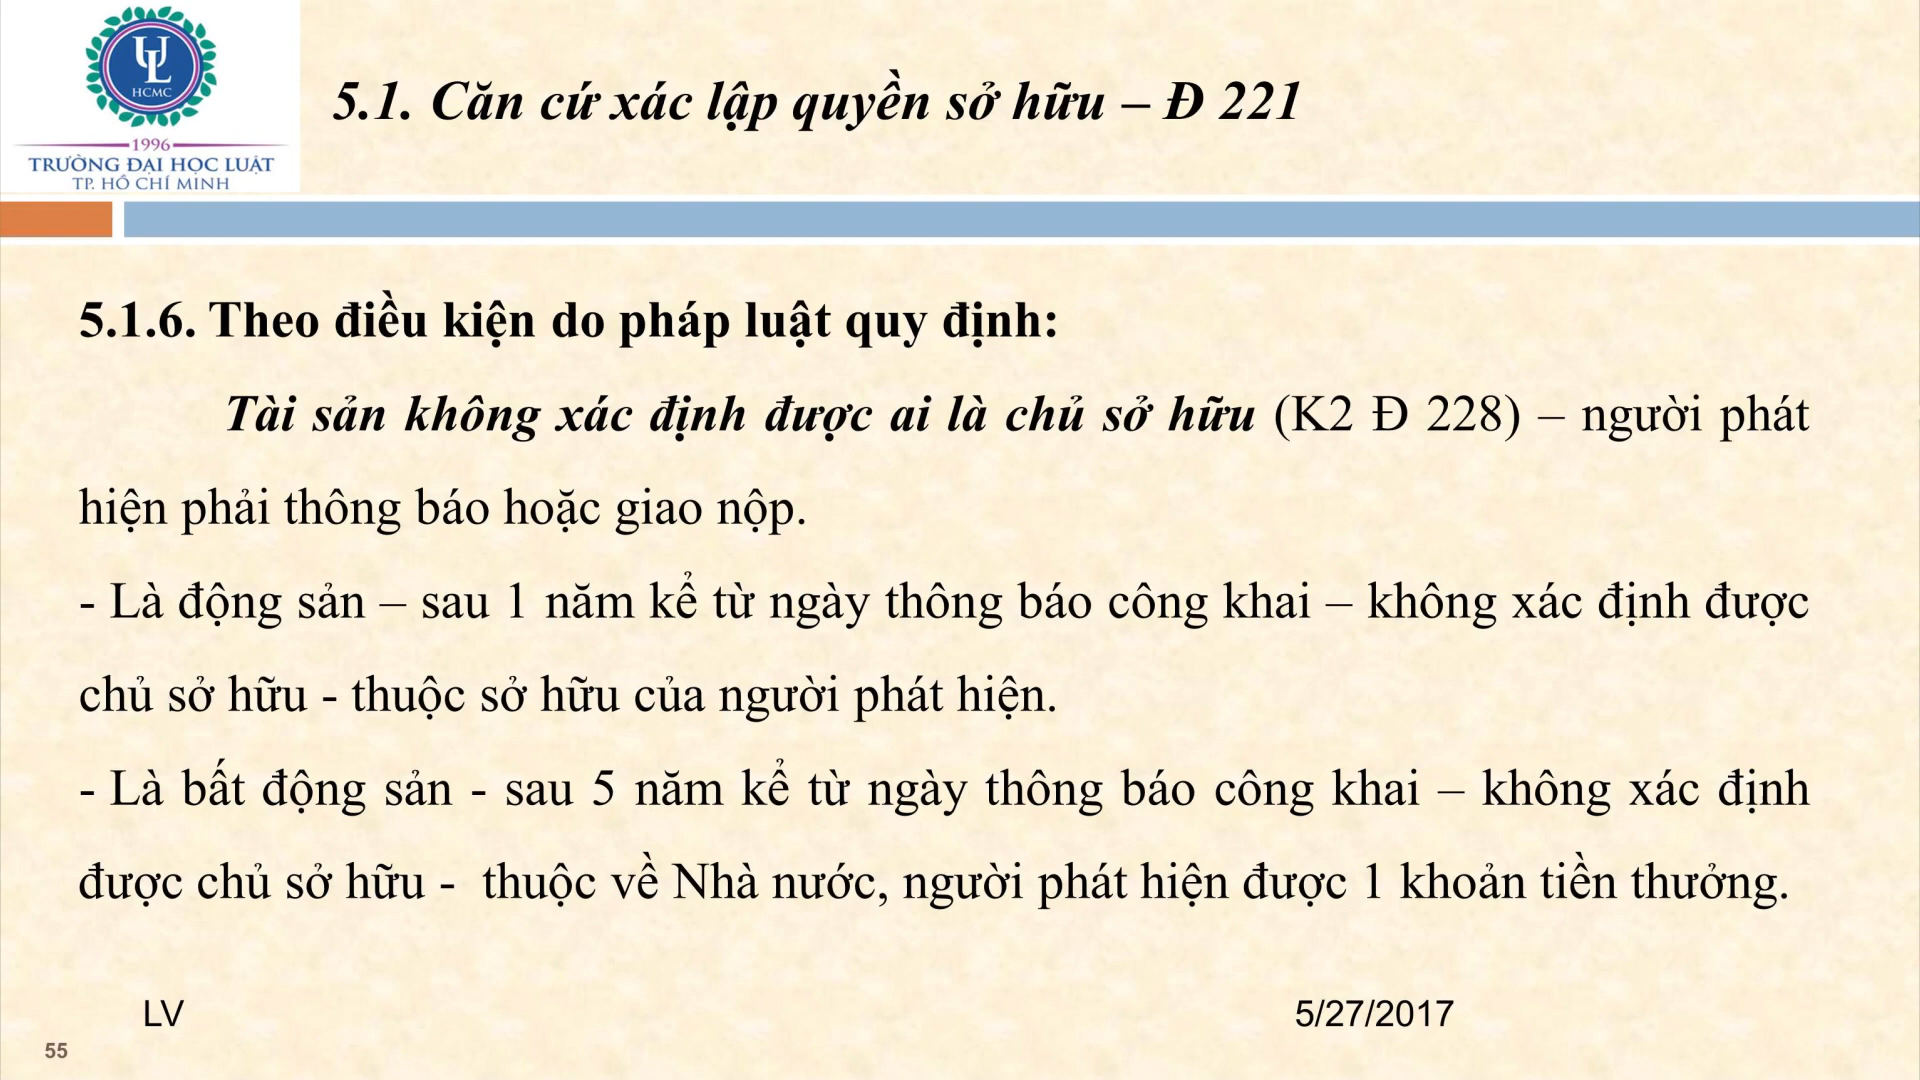 UL
HCMC
1996
TRƯỜNG ĐẠI HỌC LUẬT
TP. HỒ CHÍ MINH
5.1. Căn cứ xác lập quyền sở hữu – Đ 221
5.1.6. Theo điều kiện do pháp luật quy định:
Tài sản không xác định được ai là chủ sở hữu (K2 Đ 228) – người phát
hiện phải thông báo hoặc giao nộp.
- Là động sản – sau 1 năm kể từ ngày thông báo công khai – không xác định được
chủ sở hữu - thuộc sở hữu của người phát hiện.
- Là bất động sản - sau 5 năm kể từ ngày thông báo công khai – không xác định
được chủ sở hữu - thuộc về Nhà nước, người phát hiện được 1 khoản tiền thưởng.
LV
5/27/2017
55